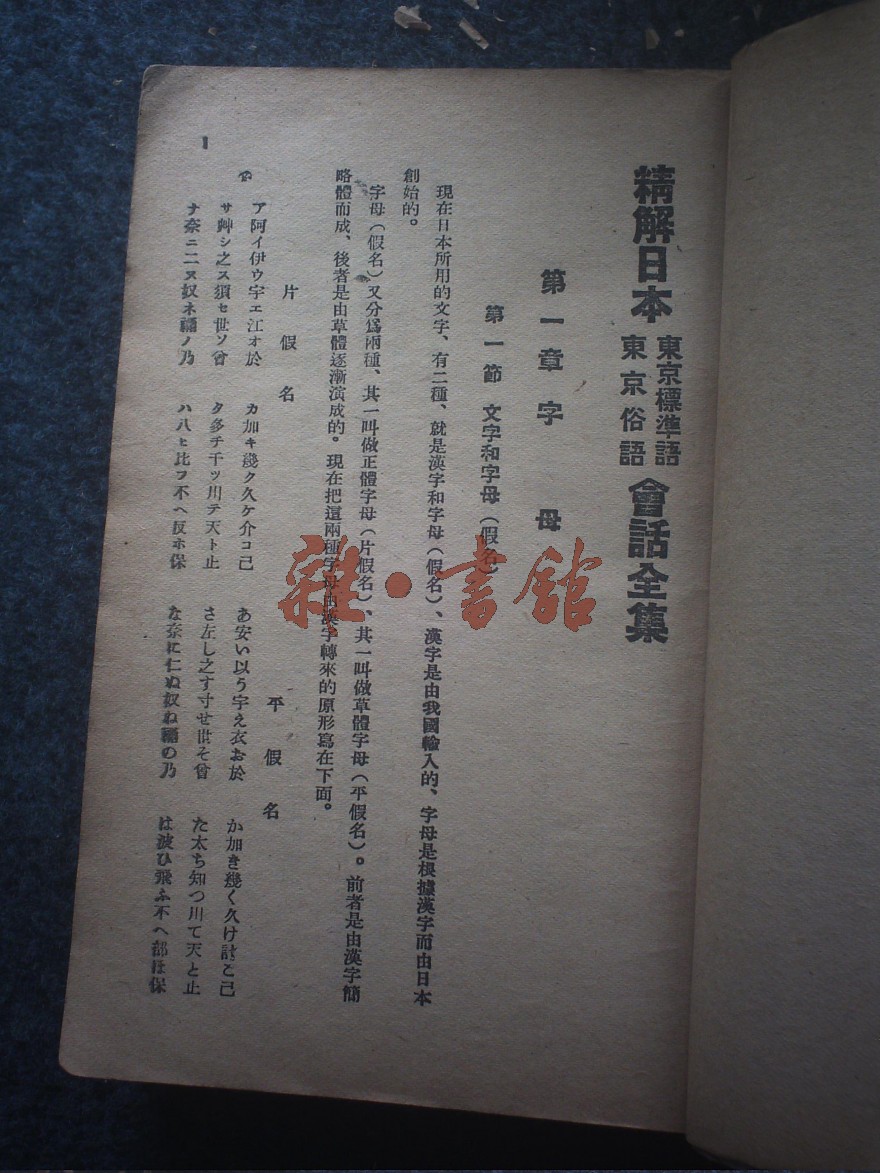 精解日本 東京標準語 東京俗語 會話全集
第一章 字母
第一節 文字和字母(假名)
現在日本所用的文字、有二種、就是漢字和字母(假名)、漢字是由我國輸入的、字母是根據漢字而由日本
創始的。
字母(假名)又分爲兩種、其一叫做正體字母(片假名)、其一叫做草體字母(平假名)。前者是由漢字簡
略體而成、後者是由草體逐漸演成的。現在把這兩種字母由漢字轉來的原形寫在下面。
片假名
平假名
ア阿イ伊ウ宇エ江オ於 カ加キ幾ク久ケ介コ己 あ安い以う宇え衣お於 か加き幾く久け計こ己
サ艸シ之ス須セ世ソ曾 タ多チ千ツ川テ天ト止 さ左し之す寸せ世そ曾 た太ち知つ川て天と止
ナ奈ニ二ヌ奴ネ禰ノ乃 ハ八ヒ比フ不ヘ反ホ保 な奈に仁ぬ奴ね禰の乃 は波ひ飛ふ不へ部ほ保
1
雜·書館